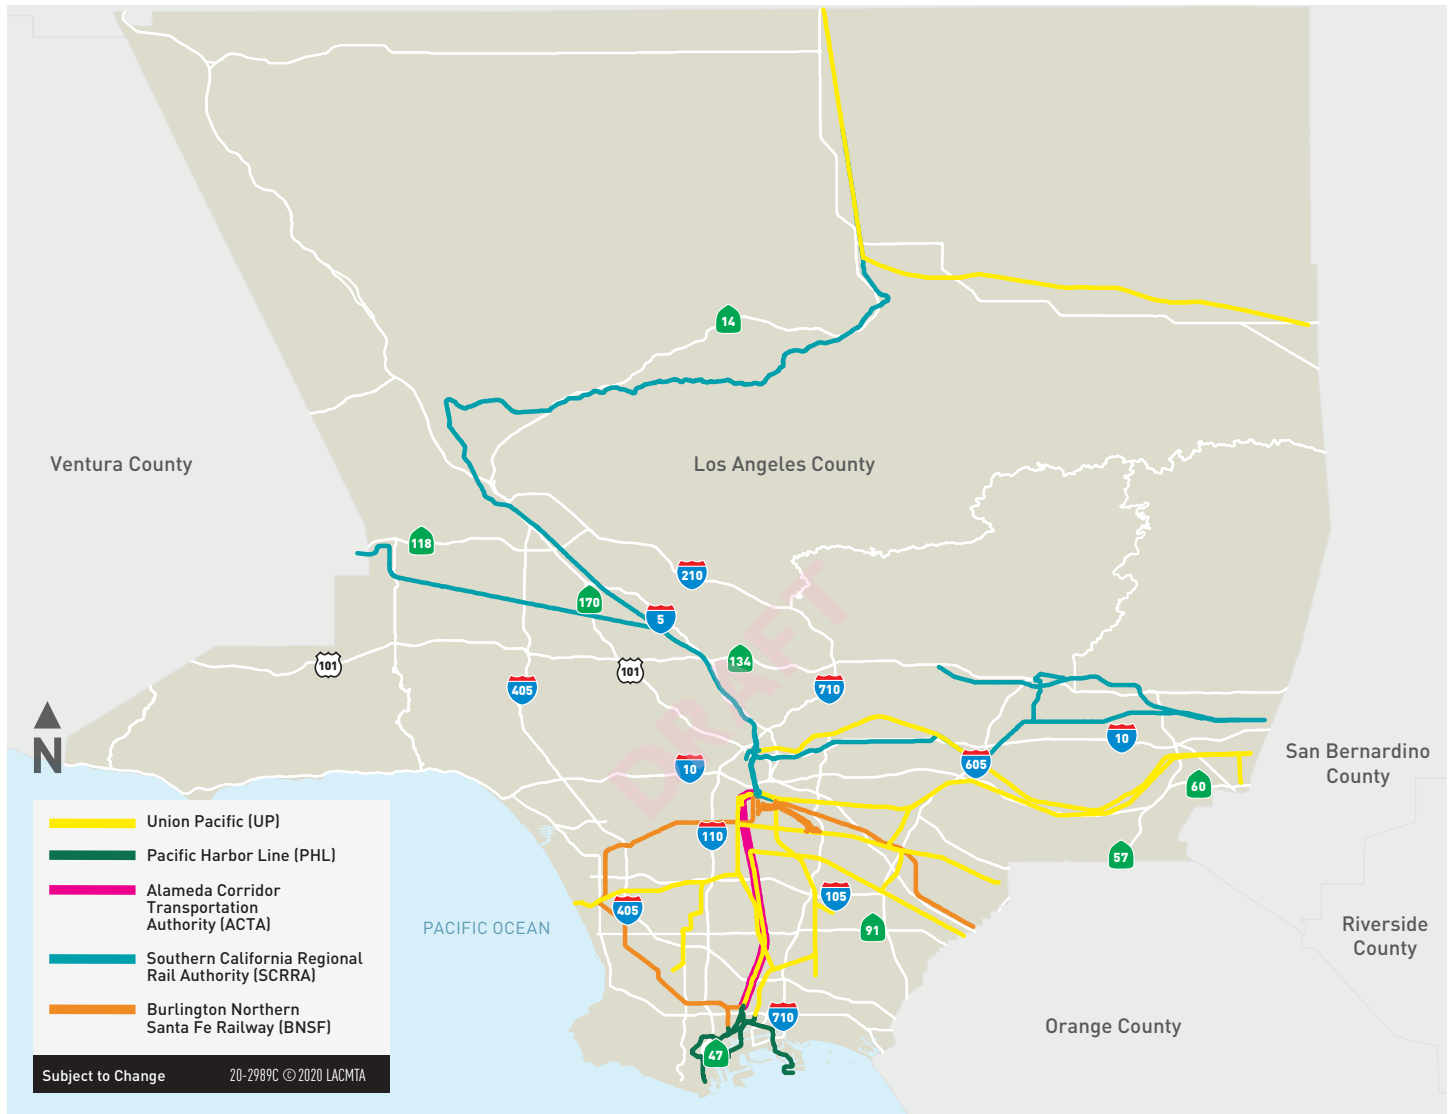 14
Ventura County
Los Angeles County
118
210
170
5
101
101
134
405
710
DRAFT
N
10
10
605
San Bernardino
County
60
110
57
Union Pacific (UP)
Pacific Harbor Line (PHL)
Alameda Corridor
Transportation
Authority (ACTA)
Southern California Regional
Rail Authority (SCRRA)
Burlington Northern
Santa Fe Railway (BNSF)
Subject to Change
20-2989C © 2020 LACMTA
PACIFIC OCEAN
405
105
91
Riverside
County
710
Orange County
47